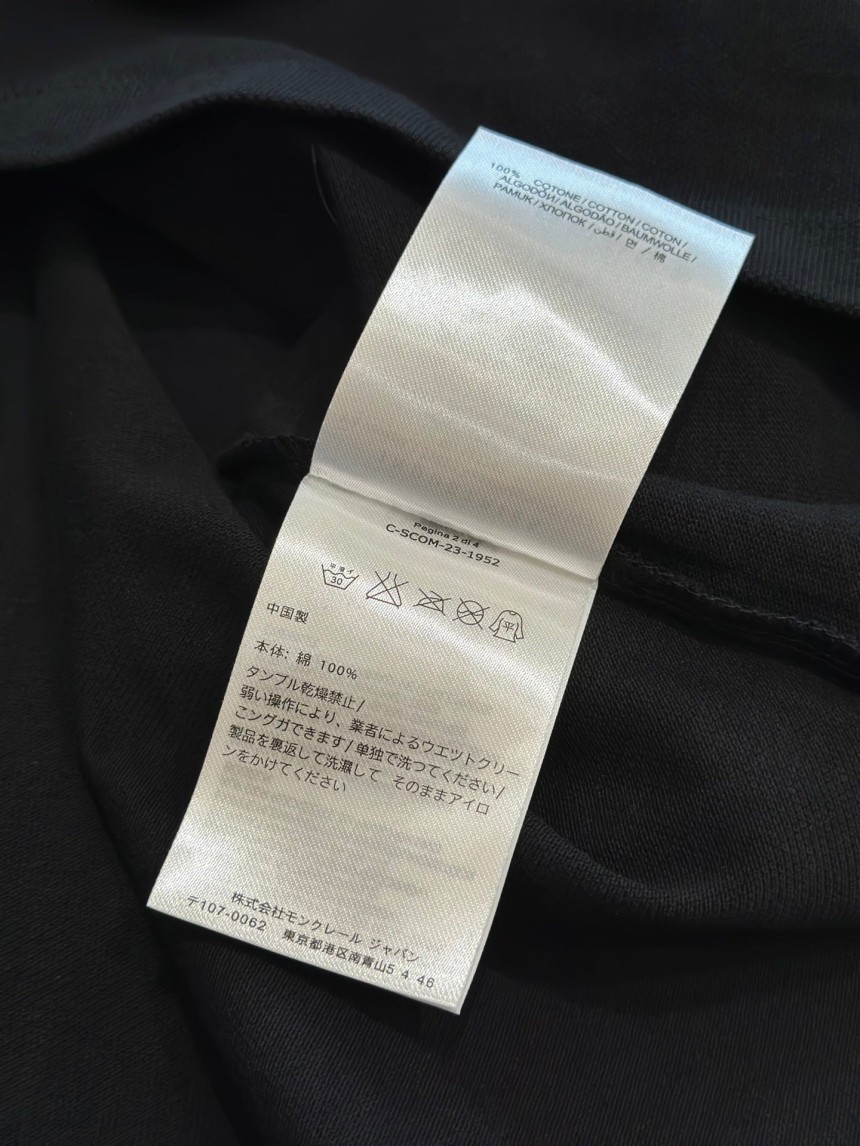 100% COTONE/COTTON/COTON/
ALGODÓN/ALGODÃO/BAUMWOLLE/
PAMUK/ХЛОПОК/قطن/ 면 / 棉
Pagina 2 di 4
C-SCOM-23-1952
30
平
中国製
本体: 綿 100%
タンブル乾燥禁止/
弱い操作により、業者によるウエツトクリー
ニングガできます/単独で洗つてください/
製品を裏返して洗濯して そのままアイロ
ンをかけてください
株式会社モンクレール ジャパン
〒107-0062 東京都港区南青山5 4 46